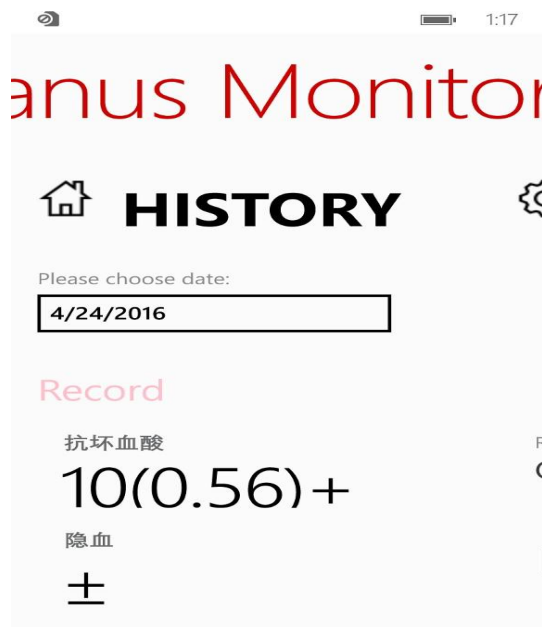 1:17
anus Monitor
HISTORY
Please choose date:
4/24/2016
Record
抗坏血酸
10(0.56)+
隐血
±